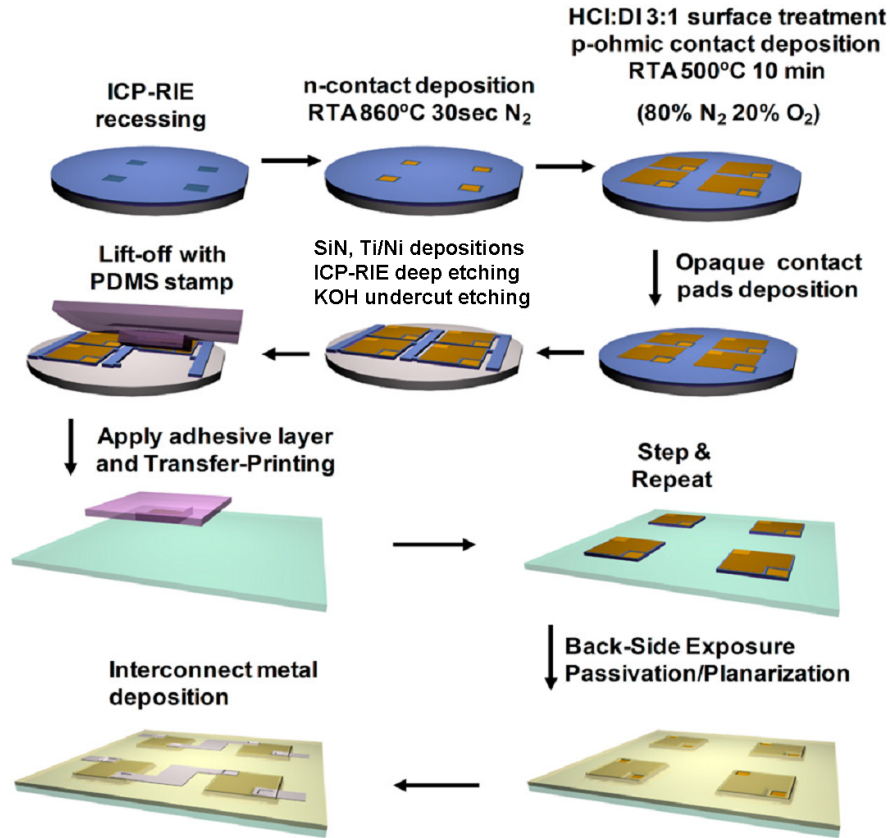 ICP-RIE
recessing
n-contact deposition
RTA 860ºC 30sec N₂
HCl:DI 3:1 surface treatment
p-ohmic contact deposition
RTA 500ºC 10 min
(80% N₂ 20% O₂)
Lift-off with
PDMS stamp
SiN, Ti/Ni depositions
ICP-RIE deep etching
KOH undercut etching
Opaque contact
pads deposition
Apply adhesive layer
and Transfer-Printing
Step &
Repeat
Interconnect metal
deposition
Back-Side Exposure
Passivation/Planarization